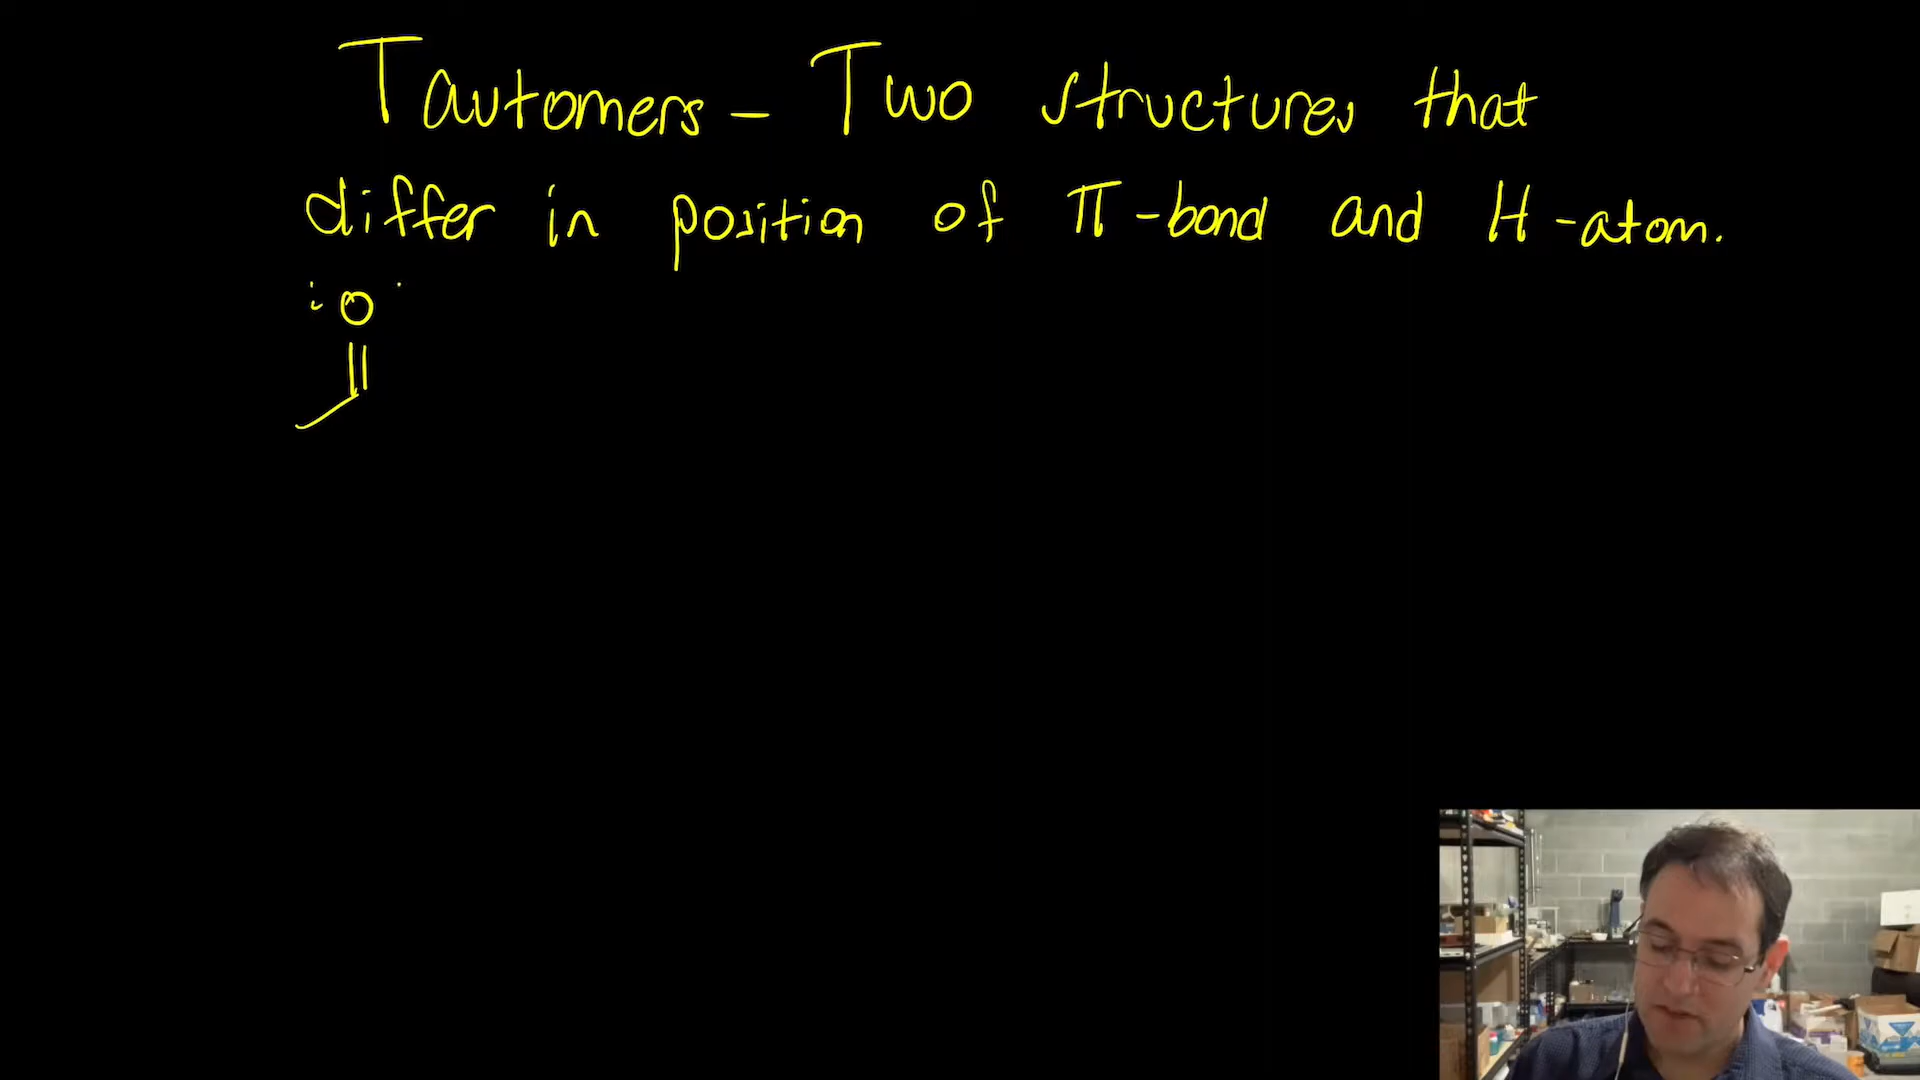 Tautomers – Two structures that
differ in position of π-bond and H-atom.
:O